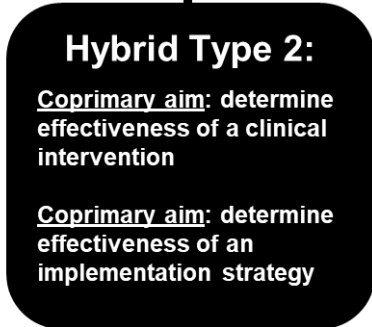 Hybrid Type 2:
Coprimary aim: determine
effectiveness of a clinical
intervention
Coprimary aim: determine
effectiveness of an
implementation strategy